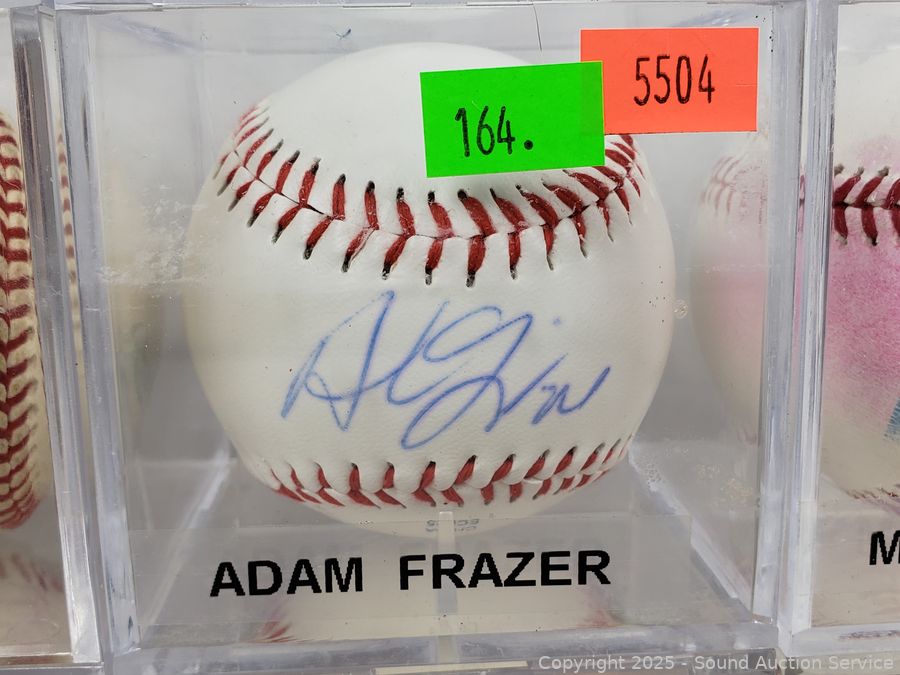 5504
164.
ADAM FRAZER
M
Copyright 2025 - Sound Auction Service